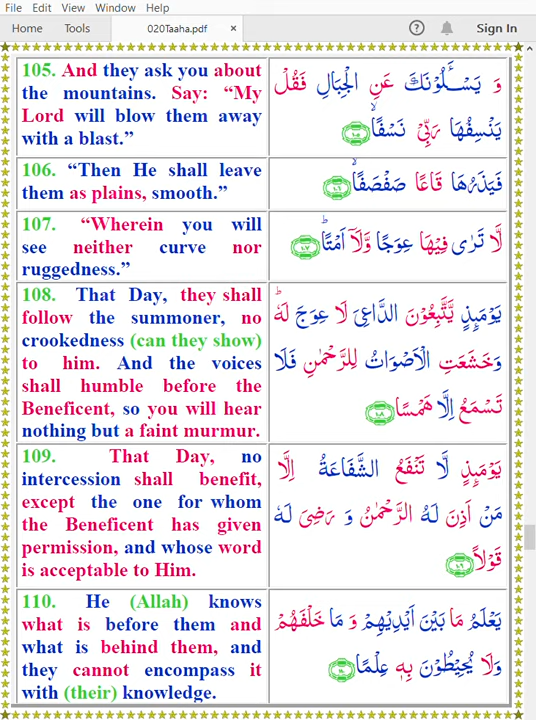 File Edit View Window Help
Home Tools 020Taaha.pdf × ? Sign In
105. And they ask you about
the mountains. Say: “My
Lord will blow them away
with a blast.”
وَ يَسْـَٔلُوْنَكَ عَنِ الْجِبَالِ فَقُلْ
يَنْسِفُهَا رَبِّیْ نَسْفًاۙ ١٠٥
106. “Then He shall leave
them as plains, smooth.”
فَيَذَرُهَا قَاعًا صَفْصَفًاۙ ١٠٦
107. “Wherein you will
see neither curve nor
ruggedness.”
لَّا تَرٰی فِيْهَا عِوَجًا وَّلَاۤ اَمْتًاؕ ١٠٧
108. That Day, they shall
follow the summoner, no
crookedness (can they show)
to him. And the voices
shall humble before the
Beneficent, so you will hear
nothing but a faint murmur.
يَوْمَىِٕذٍ يَّتَّبِعُوْنَ الدَّاعِیَ لَا عِوَجَ لَهٗؕ
وَخَشَعَتِ الْاَصْوَاتُ لِلرَّحْمٰنِ فَلَا
تَسْمَعُ اِلَّا هَمْسًا ١٠٨
109. That Day, no
intercession shall benefit,
except the one for whom
the Beneficent has given
permission, and whose word
is acceptable to Him.
يَوْمَىِٕذٍ لَّا تَنْفَعُ الشَّفَاعَةُ اِلَّا
مَنْ اَذِنَ لَهُ الرَّحْمٰنُ وَ رَضِیَ لَهٗ
قَوْلًا ١٠٩
110. He (Allah) knows
what is before them and
what is behind them, and
they cannot encompass it
with (their) knowledge.
يَعْلَمُ مَا بَيْنَ اَيْدِيْهِمْ وَ مَا خَلْفَهُمْ
وَلَا يُحِيْطُوْنَ بِهٖ عِلْمًا ١١٠